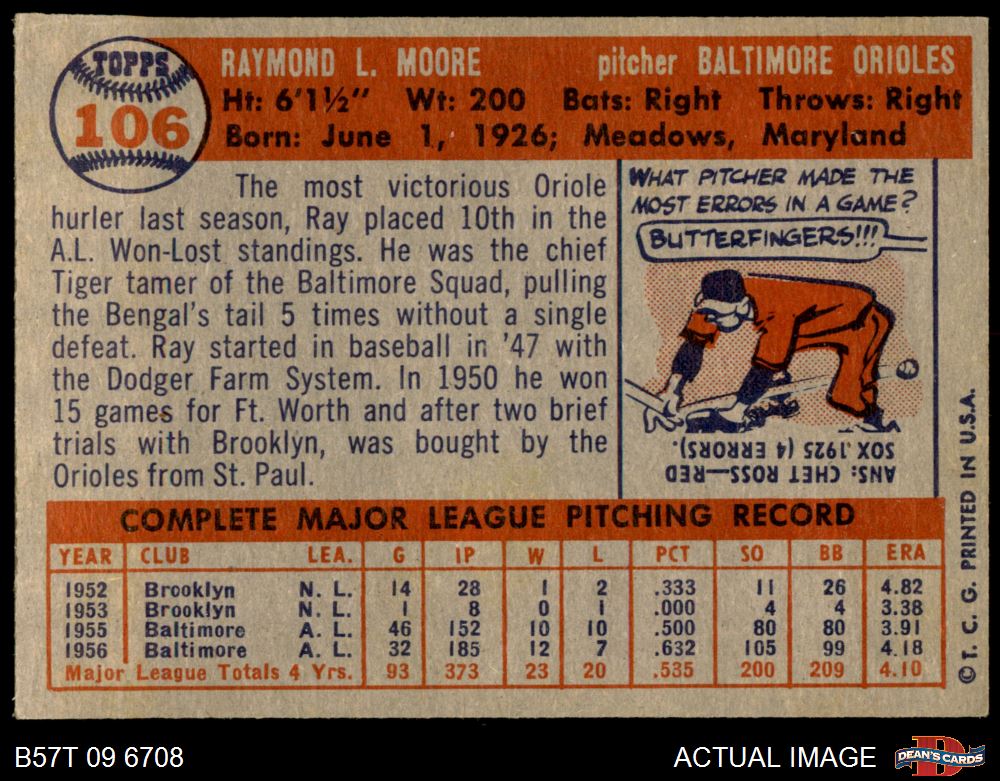 TOPPS
106
RAYMOND L. MOORE pitcher BALTIMORE ORIOLES
Ht: 6'1½" Wt: 200 Bats: Right Throws: Right
Born: June 1, 1926; Meadows, Maryland
The most victorious Oriole
hurler last season, Ray placed 10th in the
A.L. Won-Lost standings. He was the chief
Tiger tamer of the Baltimore Squad, pulling
the Bengal's tail 5 times without a single
defeat. Ray started in baseball in '47 with
the Dodger Farm System. In 1950 he won
15 games for Ft. Worth and after two brief
trials with Brooklyn, was bought by the
Orioles from St. Paul.
WHAT PITCHER MADE THE
MOST ERRORS IN A GAME?
BUTTERFINGERS!!!
ANS: CHET ROSS—RED
SOX.1925 (4 ERRORS).
COMPLETE MAJOR LEAGUE PITCHING RECORD
YEAR CLUB LEA. G IP W L PCT SO BB ERA
1952 Brooklyn N. L. 14 28 1 2 .333 11 26 4.82
1953 Brooklyn N. L. 1 8 0 1 .000 4 4 3.38
1955 Baltimore A. L. 46 152 10 10 .500 80 80 3.91
1956 Baltimore A. L. 32 185 12 7 .632 105 99 4.18
Major League Totals 4 Yrs. 93 373 23 20 .535 200 209 4.10
© T. C. G. PRINTED IN U.S.A.
B57T 09 6708
ACTUAL IMAGE
DEAN'S CARDS